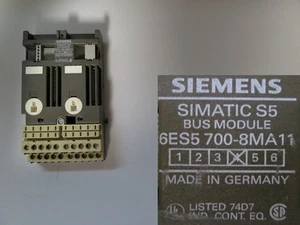 SIEMENS
SIMATIC S5
BUS MODULE
6ES5 700-8MA11
1 2 3 4 5 6
MADE IN GERMANY
LISTED 74D7
IND. CONT. EQ.